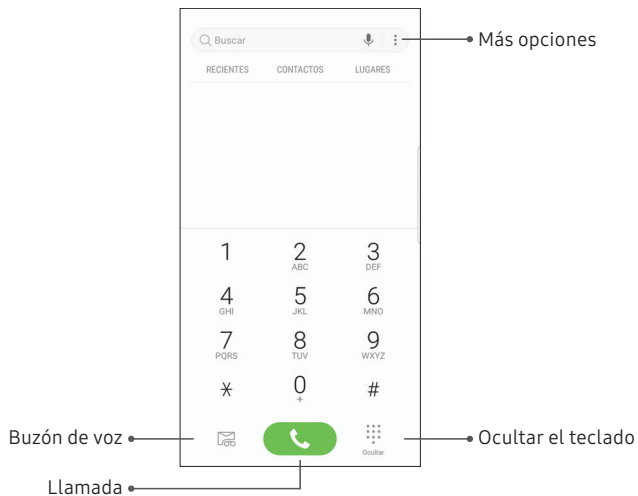 Buscar
Más opciones
RECIENTES CONTACTOS LUGARES
1 2 3
ABC DEF
4 5 6
GHI JKL MNO
7 8 9
PQRS TUV WXYZ
* 0 #
+
Buzón de voz
Ocultar el teclado
Ocultar
Llamada